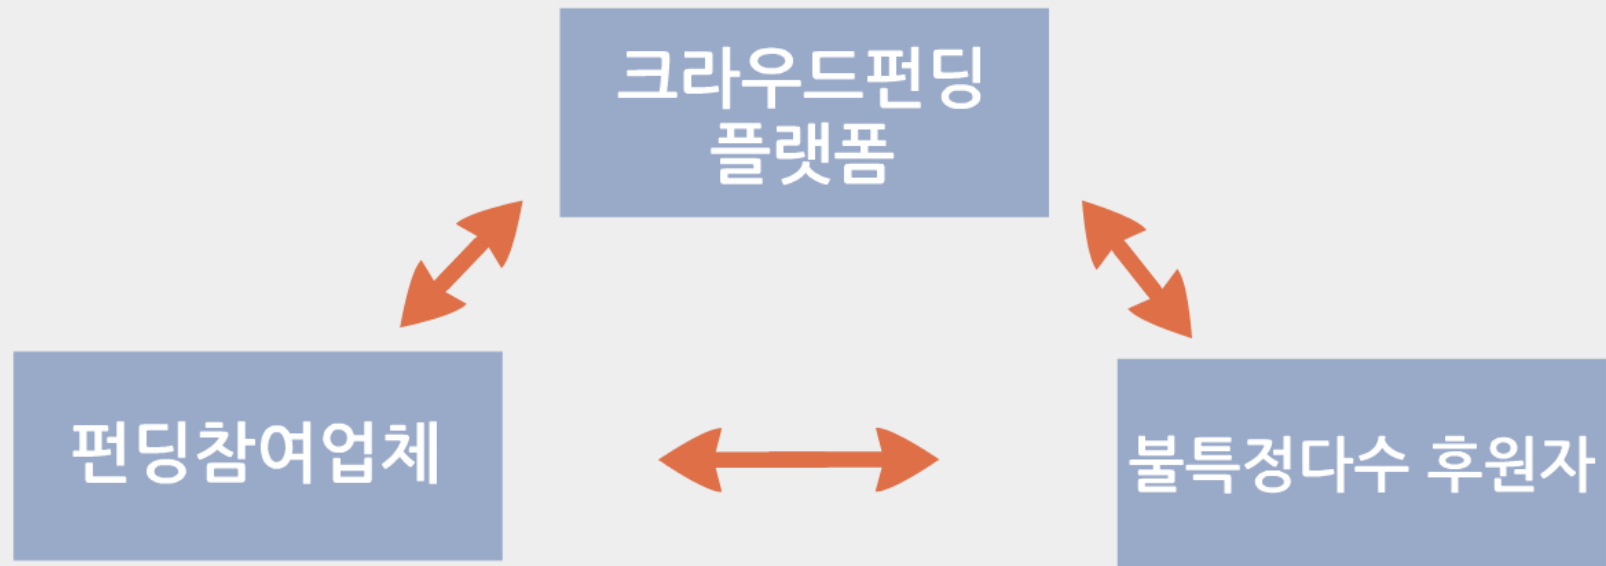 크라우드펀딩
플랫폼
펀딩참여업체
불특정다수 후원자